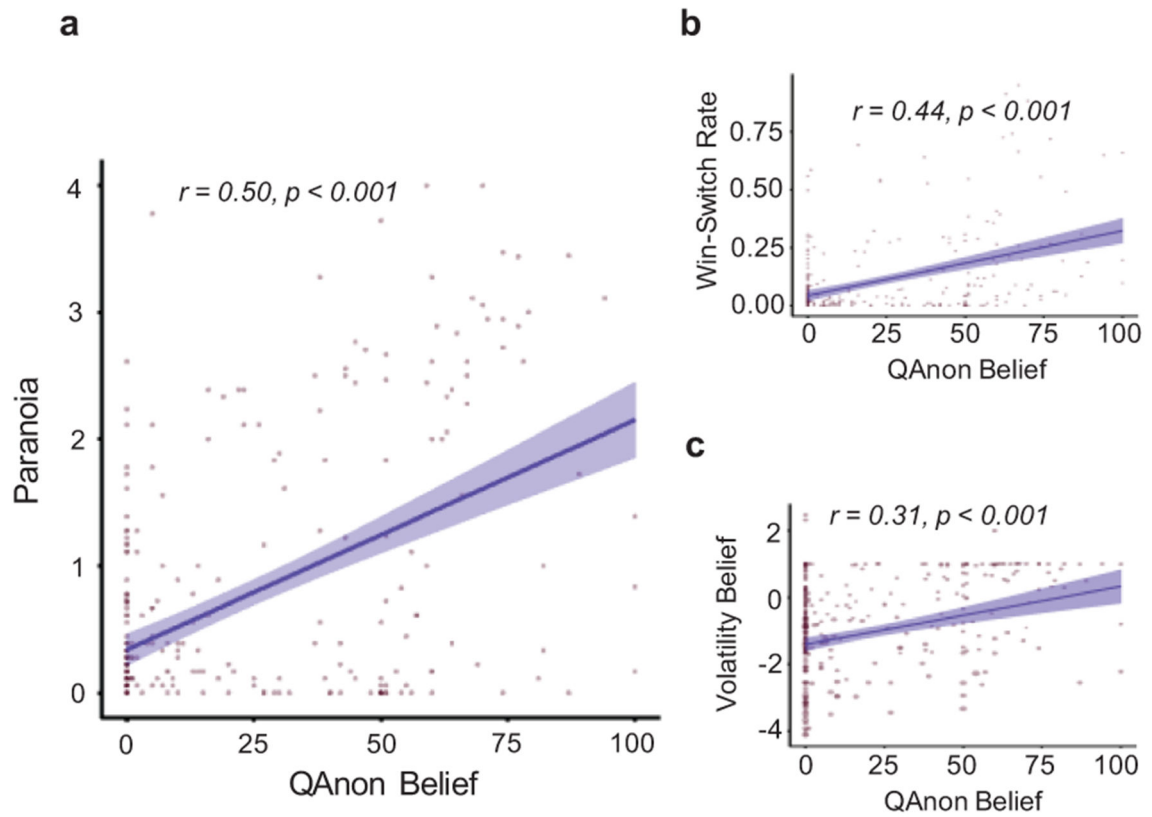 a
r = 0.50, p < 0.001
4
3
2
1
0
Paranoia
0 25 50 75 100
QAnon Belief
b
r = 0.44, p < 0.001
0.75
0.50
0.25
0.00
Win-Switch Rate
0 25 50 75 100
QAnon Belief
c
r = 0.31, p < 0.001
2
0
-2
-4
Volatility Belief
0 25 50 75 100
QAnon Belief